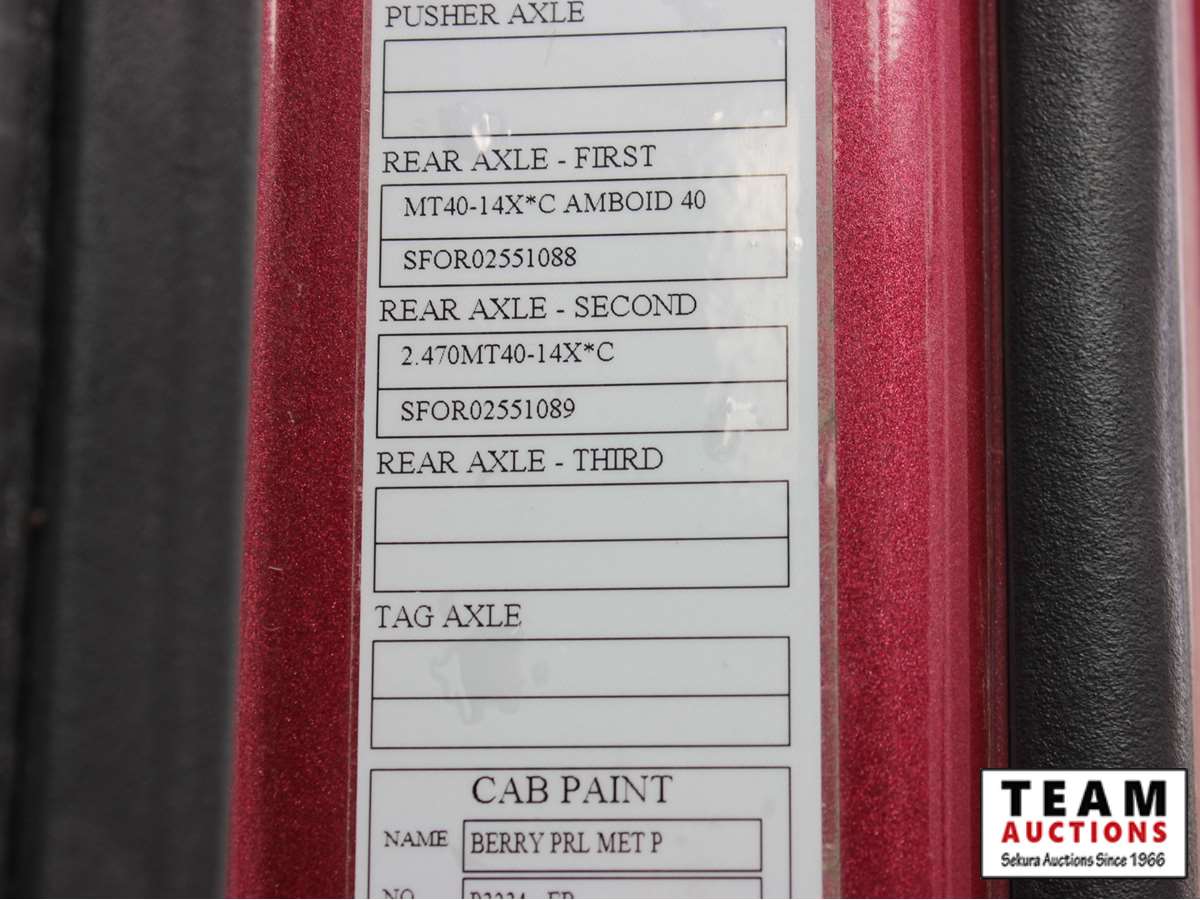 PUSHER AXLE
REAR AXLE - FIRST
MT40-14X*C AMBOID 40
SFOR02551088
REAR AXLE - SECOND
2.470MT40-14X*C
SFOR02551089
REAR AXLE - THIRD
TAG AXLE
CAB PAINT
NAME BERRY PRL MET P
NO
TEAM
AUCTIONS
Sekura Auctions Since 1966